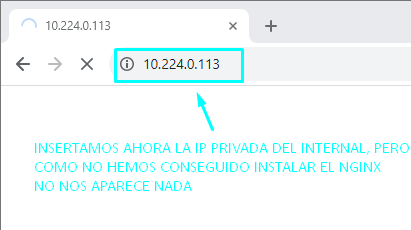 10.224.0.113
10.224.0.113
INSERTAMOS AHORA LA IP PRIVADA DEL INTERNAL, PERO
COMO NO HEMOS CONSEGUIDO INSTALAR EL NGINX
NO NOS APARECE NADA